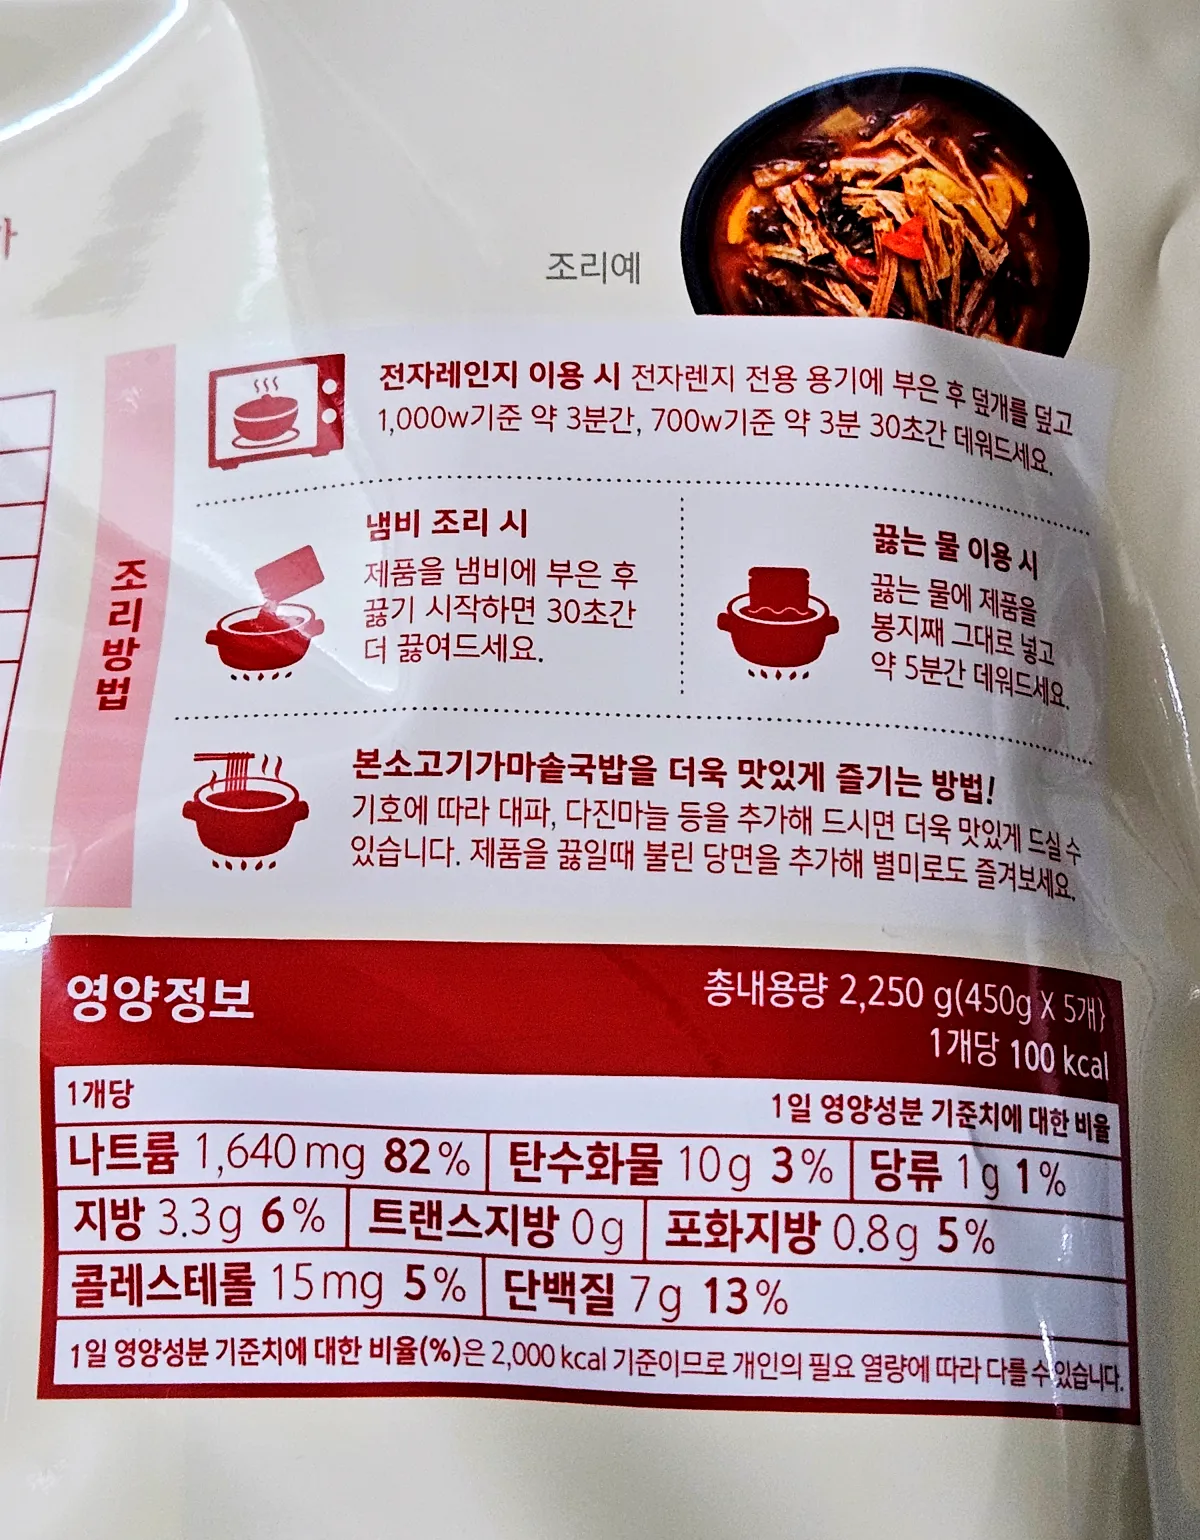 조리예
조리방법
전자레인지 이용 시 전자렌지 전용 용기에 부은 후 덮개를 덮고
1,000w기준 약 3분간, 700w기준 약 3분 30초간 데워드세요.
냄비 조리 시
제품을 냄비에 부은 후
끓기 시작하면 30초간
더 끓여드세요.
끓는 물 이용 시
끓는 물에 제품을
봉지째 그대로 넣고
약 5분간 데워드세요.
본소고기가마솥국밥을 더욱 맛있게 즐기는 방법!
기호에 따라 대파, 다진마늘 등을 추가해 드시면 더욱 맛있게 드실 수
있습니다. 제품을 끓일때 불린 당면을 추가해 별미로도 즐겨보세요.
영양정보
총내용량 2,250 g(450g X 5개}
1개당 100 kcal
1개당
1일 영양성분 기준치에 대한 비율
나트륨 1,640mg 82% 탄수화물 10g 3% 당류 1g 1%
지방 3.3g 6% 트랜스지방 0g 포화지방 0.8g 5%
콜레스테롤 15mg 5% 단백질 7g 13%
1일 영양성분 기준치에 대한 비율(%)은 2,000 kcal 기준이므로 개인의 필요 열량에 따라 다를 수 있습니다.